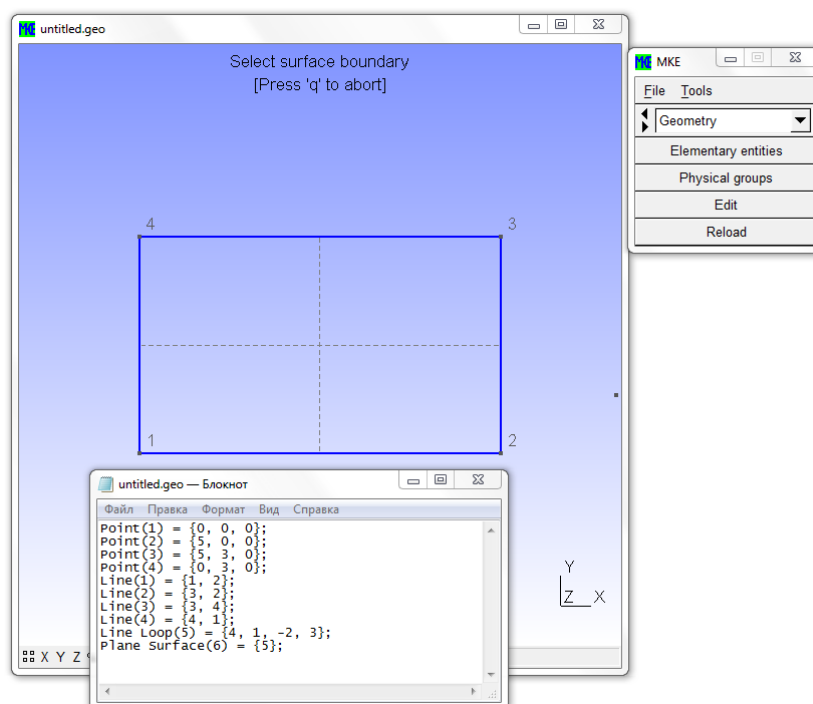 untitled.geo
Select surface boundary
[Press 'q' to abort]
4
3
1
2
Y
Z X
X Y Z
MKE
File Tools
Geometry
Elementary entities
Physical groups
Edit
Reload
untitled.geo — Блокнот
Файл Правка Формат Вид Справка
Point(1) = {0, 0, 0};
Point(2) = {5, 0, 0};
Point(3) = {5, 3, 0};
Point(4) = {0, 3, 0};
Line(1) = {1, 2};
Line(2) = {3, 2};
Line(3) = {3, 4};
Line(4) = {4, 1};
Line Loop(5) = {4, 1, -2, 3};
Plane Surface(6) = {5};